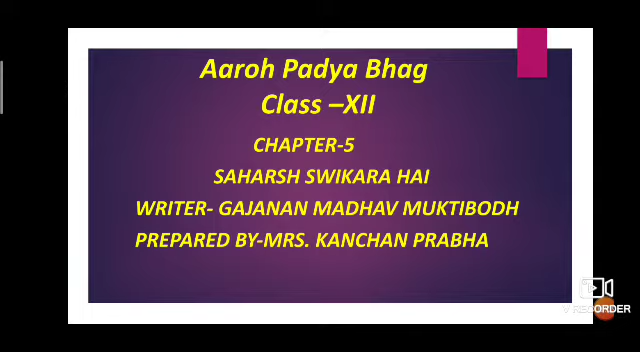 Aaroh Padya Bhag
Class –XII
CHAPTER-5
SAHARSH SWIKARA HAI
WRITER- GAJANAN MADHAV MUKTIBODH
PREPARED BY-MRS. KANCHAN PRABHA
V RECORDER